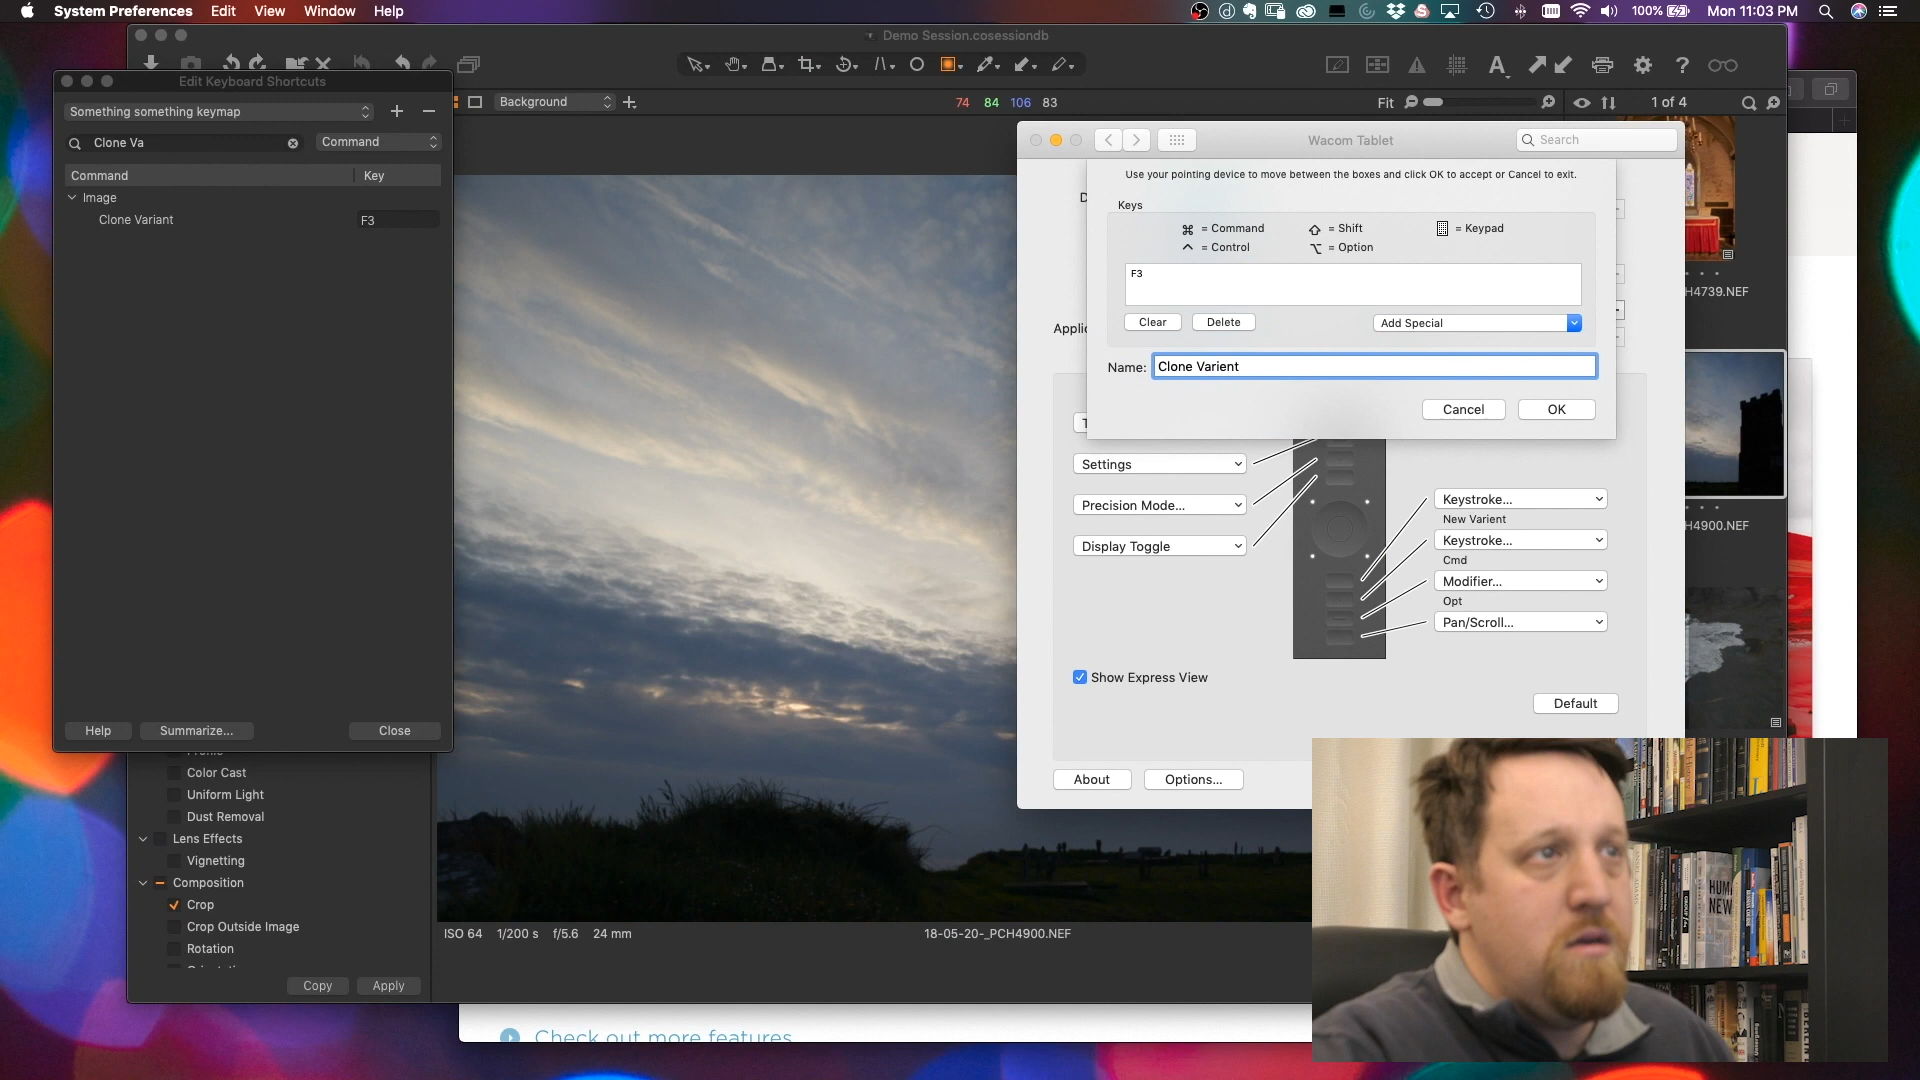 System Preferences Edit View Window Help
100% Mon 11:03 PM
Demo Session.cosessiondb
Edit Keyboard Shortcuts
Something something keymap
Background
74 84 106 83
Fit
1 of 4
Clone Va
Command
Command Key
Image
Clone Variant F3
Help Summarize... Close
Color Cast
Uniform Light
Dust Removal
Lens Effects
Vignetting
Composition
Crop
Crop Outside Image
Rotation
Copy Apply
ISO 64 1/200 s f/5.6 24 mm
18-05-20-_PCH4900.NEF
Check out more features
Wacom Tablet
Search
Use your pointing device to move between the boxes and click OK to accept or Cancel to exit.
Keys
⌘ = Command ⇧ = Shift = Keypad
^ = Control ⌥ = Option
F3
Clear Delete Add Special
Name: Clone Varient
Cancel OK
Applic
Settings
Precision Mode...
Display Toggle
Keystroke...
New Varient
Keystroke...
Cmd
Modifier...
Opt
Pan/Scroll...
Show Express View
Default
About Options...
H4739.NEF
H4900.NEF
HUM
NEW